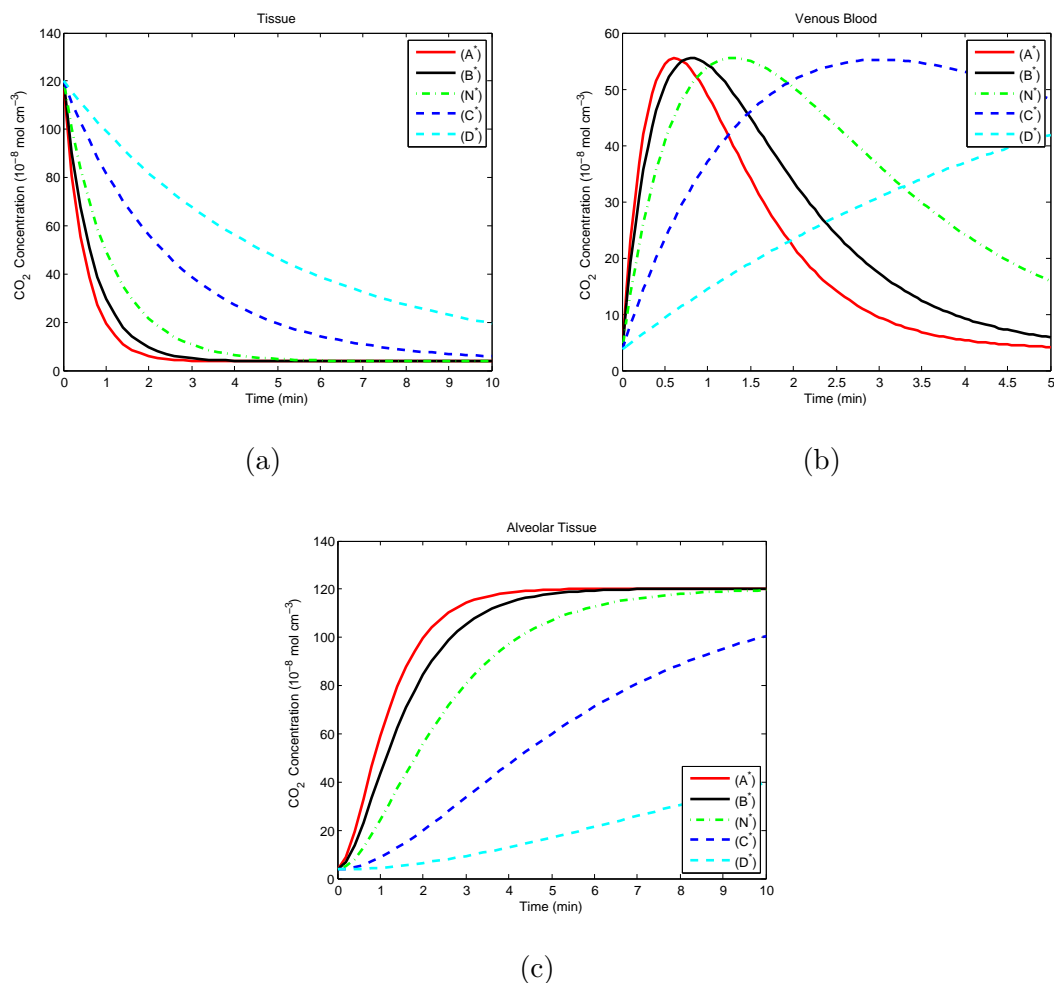 Tissue
140
120
100
80
60
40
20
0
0 1 2 3 4 5 6 7 8 9 10
Time (min)
CO2 Concentration (10−8 mol cm−3)
(A*)
(B*)
(N*)
(C*)
(D*)
(a)
Venous Blood
60
50
40
30
20
10
0
0 0.5 1 1.5 2 2.5 3 3.5 4 4.5 5
Time (min)
CO2 Concentration (10−8 mol cm−3)
(A*)
(B*)
(N*)
(C*)
(D*)
(b)
Alveolar Tissue
140
120
100
80
60
40
20
0
0 1 2 3 4 5 6 7 8 9 10
Time (min)
CO2 Concentration (10−8 mol cm−3)
(A*)
(B*)
(N*)
(C*)
(D*)
(c)